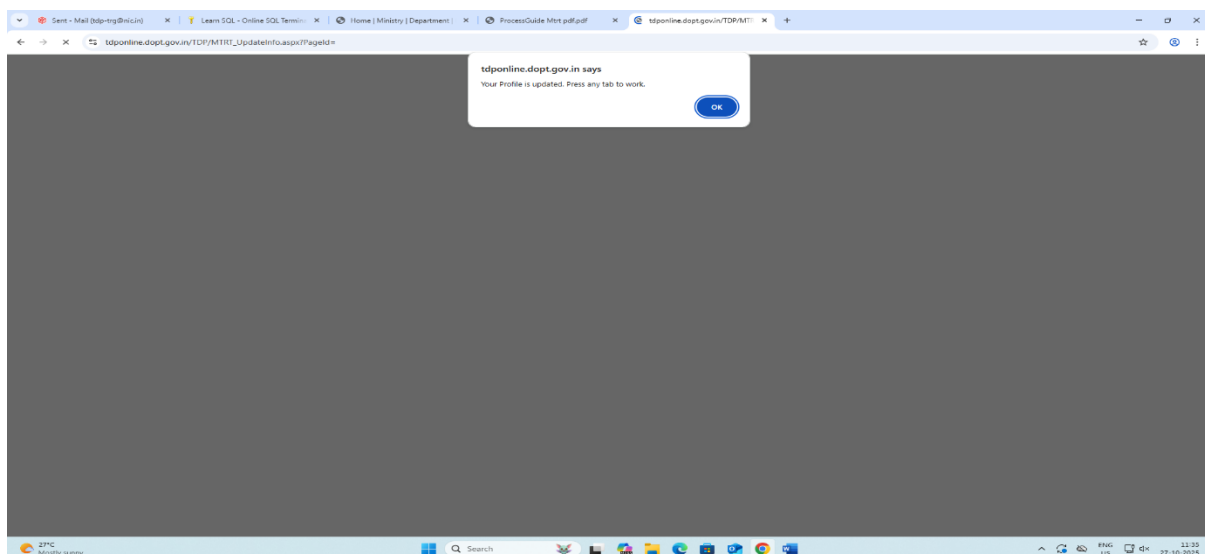 Sent - Mail (tdp-trg@nic.in)
Learn SQL - Online SQL Termina
Home | Ministry | Department |
ProcessGuide Mtrt pdf.pdf
tdponline.dopt.gov.in/TDP/MT
tdponline.dopt.gov.in/TDP/MTRT_UpdateInfo.aspx?PageId=
tdponline.dopt.gov.in says
Your Profile is updated. Press any tab to work.
OK
27°C
Mostly sunny
Search
ENG
US
11:35
27-10-2025